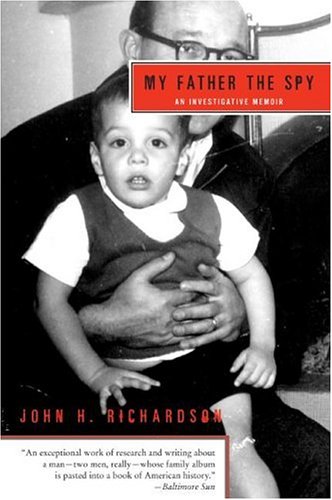 MY FATHER THE SPY
AN INVESTIGATIVE MEMOIR
JOHN H. RICHARDSON
"An exceptional work of research and writing about
a man—two men, really—whose family album
is pasted into a book of American history."
—Baltimore Sun